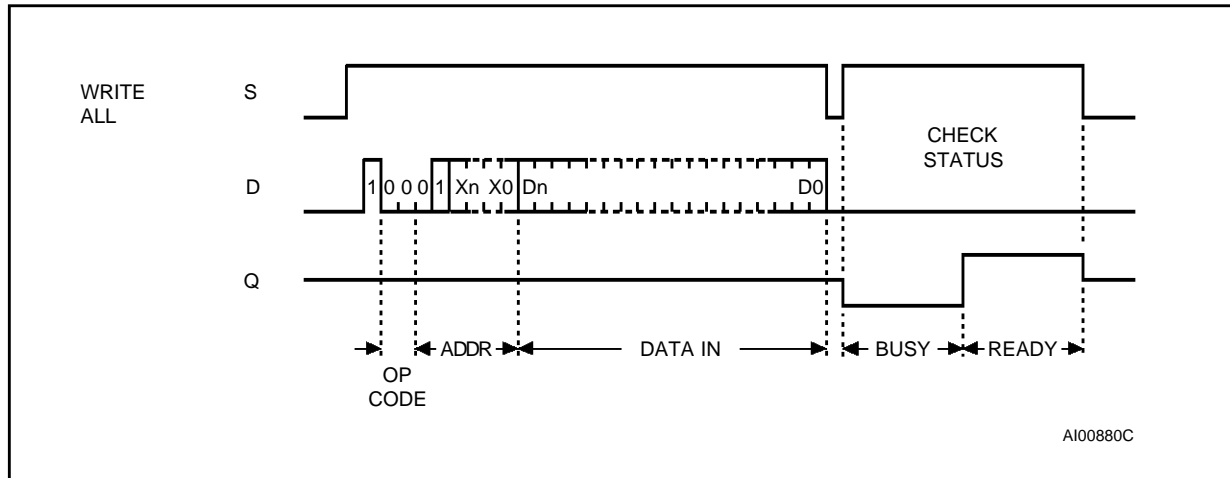 WRITE
ALL
S
CHECK
STATUS
D
1 0 0 0 1 Xn X0 Dn D0
Q
ADDR DATA IN BUSY READY
OP
CODE
AI00880C